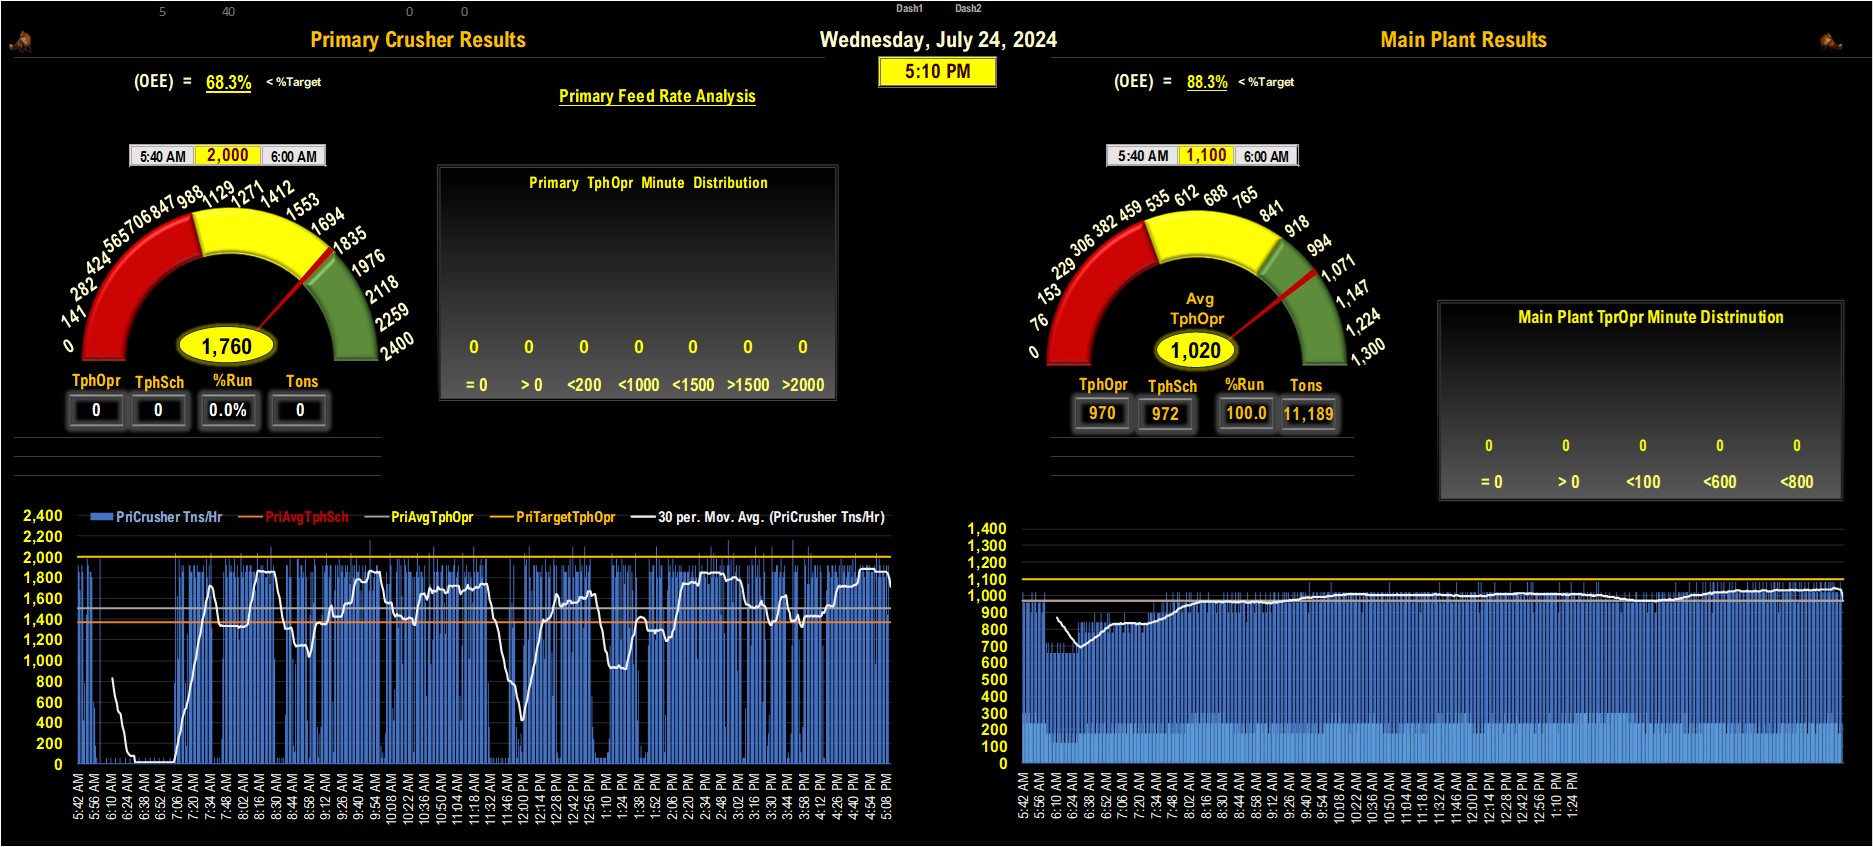 5 40 0 0 Dash1 Dash2
Primary Crusher Results
Wednesday, July 24, 2024
Main Plant Results
5:10 PM
(OEE) = 68.3% < %Target
Primary Feed Rate Analysis
5:40 AM 2,000 6:00 AM
0 141 282 424 565 706 847 988 1129 1271 1412 1553 1694 1835 1976 2118 2259 2400
1,760
TphOpr TphSch %Run Tons
0 0 0.0% 0
Primary TphOpr Minute Distribution
0 0 0 0 0 0 0
= 0 > 0 <200 <1000 <1500 >1500 >2000
(OEE) = 88.3% < %Target
5:40 AM 1,100 6:00 AM
0 76 153 229 306 382 459 535 612 688 765 841 918 994 1,071 1,147 1,224 1,300
Avg
TphOpr
1,020
TphOpr TphSch %Run Tons
970 972 100.0 11,189
Main Plant TprOpr Minute Distrinution
0 0 0 0 0
= 0 > 0 <100 <600 <800
PriCrusher Tns/Hr PriAvgTphSch PriAvgTphOpr PriTargetTphOpr 30 per. Mov. Avg. (PriCrusher Tns/Hr)
2,400
2,200
2,000
1,800
1,600
1,400
1,200
1,000
800
600
400
200
0
5:42 AM 5:56 AM 6:10 AM 6:24 AM 6:38 AM 6:52 AM 7:06 AM 7:20 AM 7:34 AM 7:48 AM 8:02 AM 8:16 AM 8:30 AM 8:44 AM 8:58 AM 9:12 AM 9:26 AM 9:40 AM 9:54 AM 10:08 AM 10:22 AM 10:36 AM 10:50 AM 11:04 AM 11:18 AM 11:32 AM 11:46 AM 12:00 PM 12:14 PM 12:28 PM 12:42 PM 12:56 PM 1:10 PM 1:24 PM 1:38 PM 1:52 PM 2:06 PM 2:20 PM 2:34 PM 2:48 PM 3:02 PM 3:16 PM 3:30 PM 3:44 PM 3:58 PM 4:12 PM 4:26 PM 4:40 PM 4:54 PM 5:08 PM
1,400
1,300
1,200
1,100
1,000
900
800
700
600
500
400
300
200
100
0
5:42 AM 5:56 AM 6:10 AM 6:24 AM 6:38 AM 6:52 AM 7:06 AM 7:20 AM 7:34 AM 7:48 AM 8:02 AM 8:16 AM 8:30 AM 8:44 AM 8:58 AM 9:12 AM 9:26 AM 9:40 AM 9:54 AM 10:08 AM 10:22 AM 10:36 AM 10:50 AM 11:04 AM 11:18 AM 11:32 AM 11:46 AM 12:00 PM 12:14 PM 12:28 PM 12:42 PM 12:56 PM 1:10 PM 1:24 PM